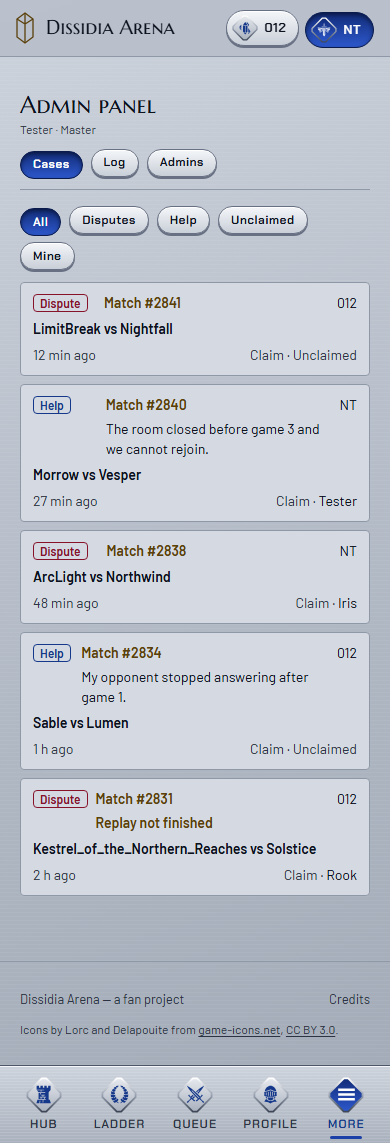 Dissidia Arena
012
NT
Admin panel
Tester · Master
Cases
Log
Admins
All
Disputes
Help
Unclaimed
Mine
Dispute Match #2841 012
LimitBreak vs Nightfall
12 min ago Claim · Unclaimed
Help Match #2840 NT
The room closed before game 3 and
we cannot rejoin.
Morrow vs Vesper
27 min ago Claim · Tester
Dispute Match #2838 NT
ArcLight vs Northwind
48 min ago Claim · Iris
Help Match #2834 012
My opponent stopped answering after
game 1.
Sable vs Lumen
1 h ago Claim · Unclaimed
Dispute Match #2831 012
Replay not finished
Kestrel_of_the_Northern_Reaches vs Solstice
2 h ago Claim · Rook
Dissidia Arena — a fan project Credits
Icons by Lorc and Delapouite from game-icons.net, CC BY 3.0.
HUB LADDER QUEUE PROFILE MORE